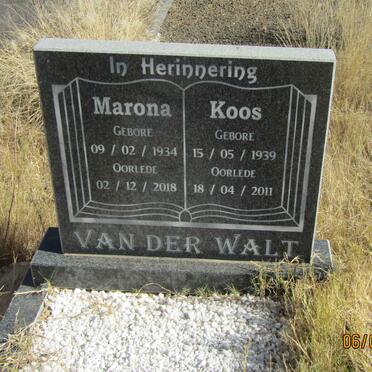 In Herinnering
Marona
GEBORE
09 / 02 / 1934
OORLEDE
02 / 12 / 2018
Koos
GEBORE
15 / 05 / 1939
OORLEDE
18 / 04 / 2011
VAN DER WALT